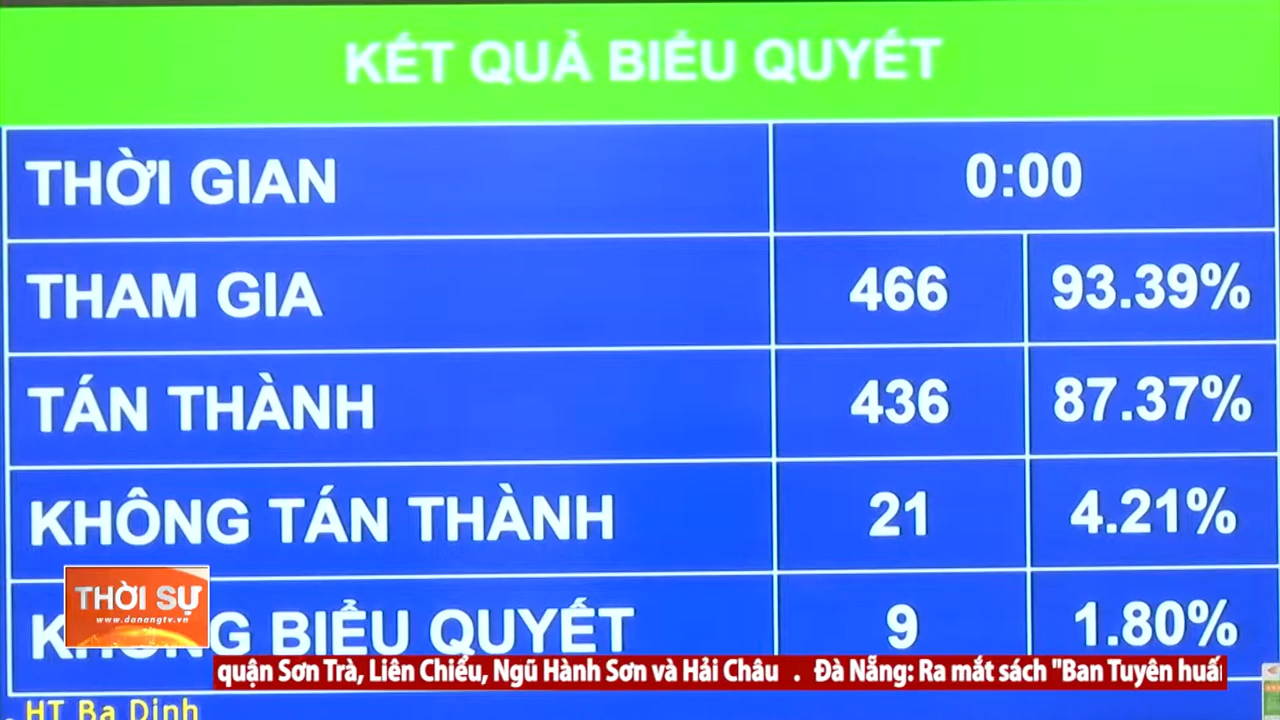 KẾT QUẢ BIỂU QUYẾT
THỜI GIAN 0:00
THAM GIA 466 93.39%
TÁN THÀNH 436 87.37%
KHÔNG TÁN THÀNH 21 4.21%
BIỂU QUYẾT 9 1.80%
THỜI SỰ
www.danangtv.vn
quận Sơn Trà, Liên Chiểu, Ngũ Hành Sơn và Hải Châu . Đà Nẵng: Ra mắt sách "Ban Tuyên huấ
HT Ba Dinh